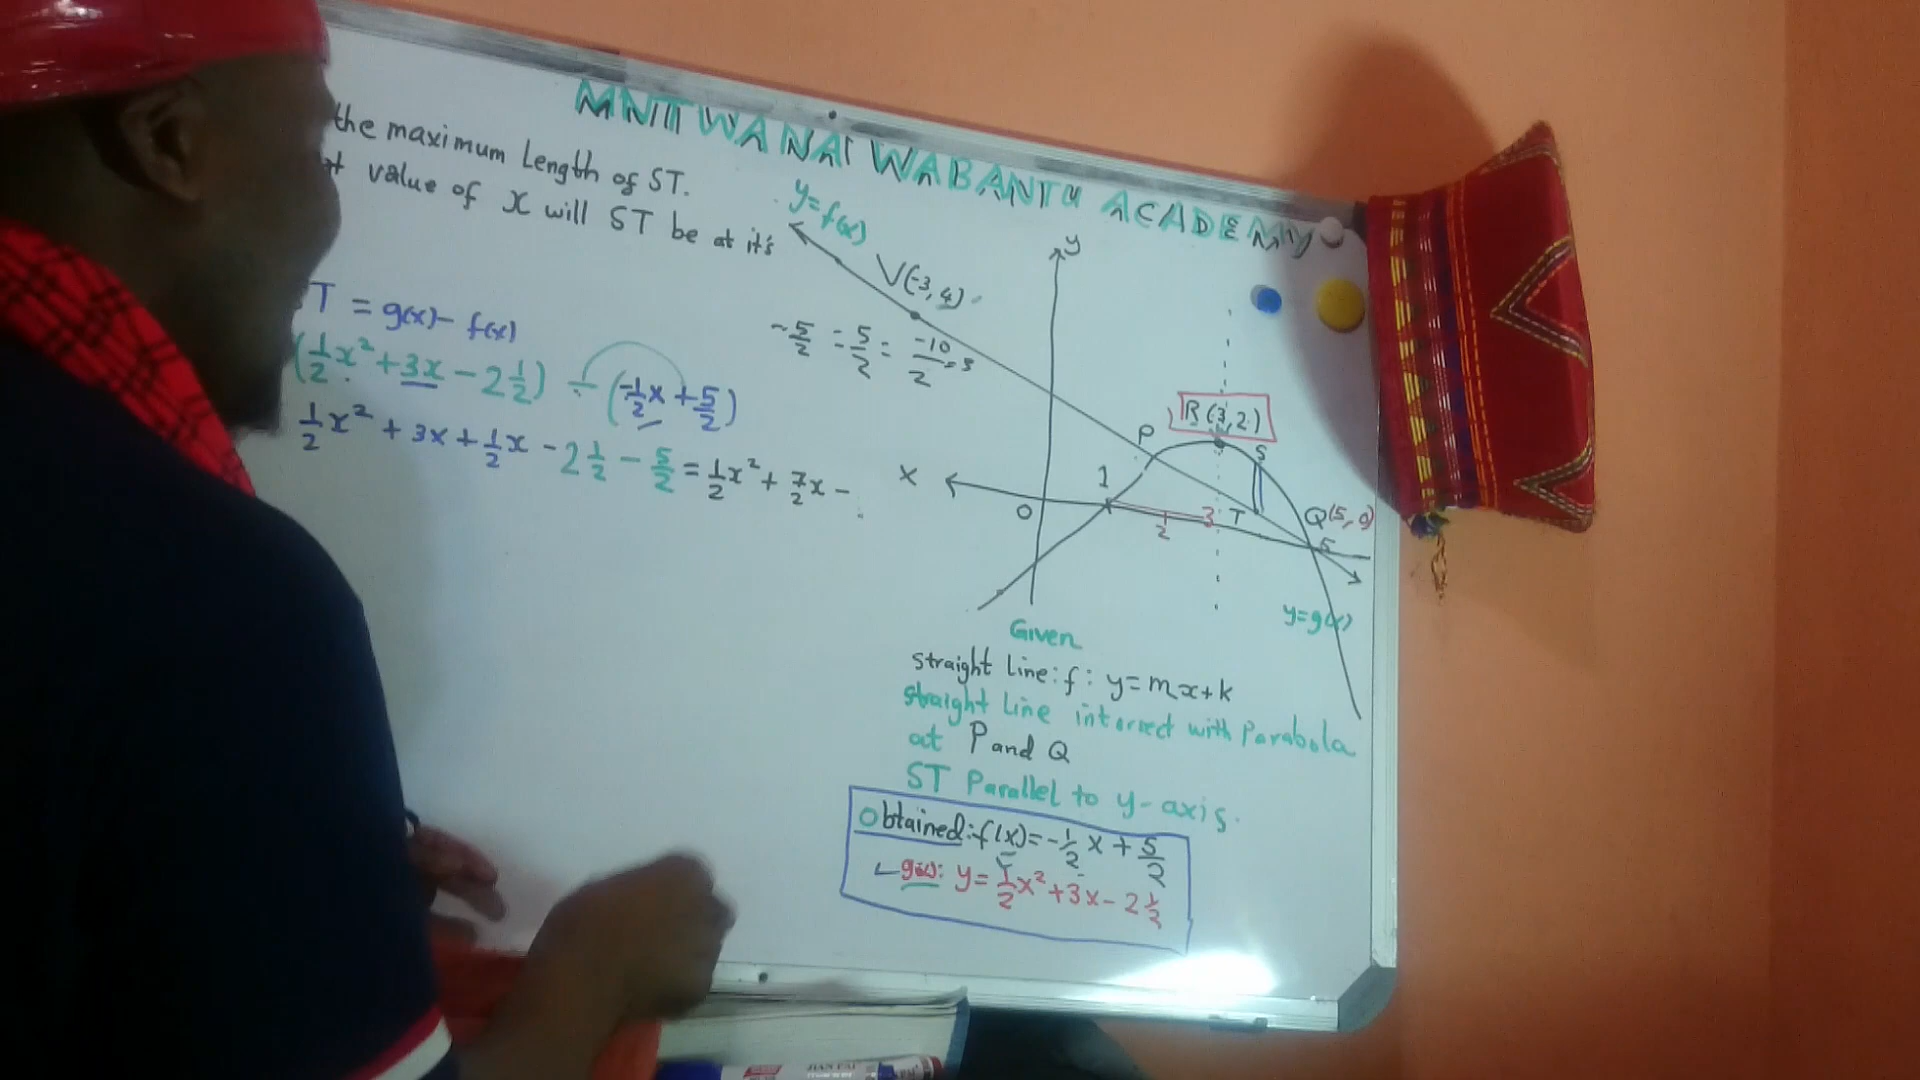 MNTWANA WABANTU ACADEMY
the maximum Length of ST.
value of x will ST be at it's
T = g(x) - f(x)
(1/2x² + 3x - 2 1/2) - (-1/2x + 5/2)
1/2x² + 3x + 1/2x - 2 1/2 - 5/2 = 1/2x² + 7/2x -
y = f(x)
V(-3, 4)
-5/2 - 5/2 = -10/2 = 5
y
R(3, 2)
P
S
X
1
O
2
3
T
Q(5, 0)
5
y = g(x)
Given
straight Line: f: y = mx + k
straight Line intersect with Parabola
at P and Q
ST Parallel to y-axis.
Obtained: f(x) = -1/2 x + 5/2
g(x): y = 1/2x² + 3x - 2 1/2